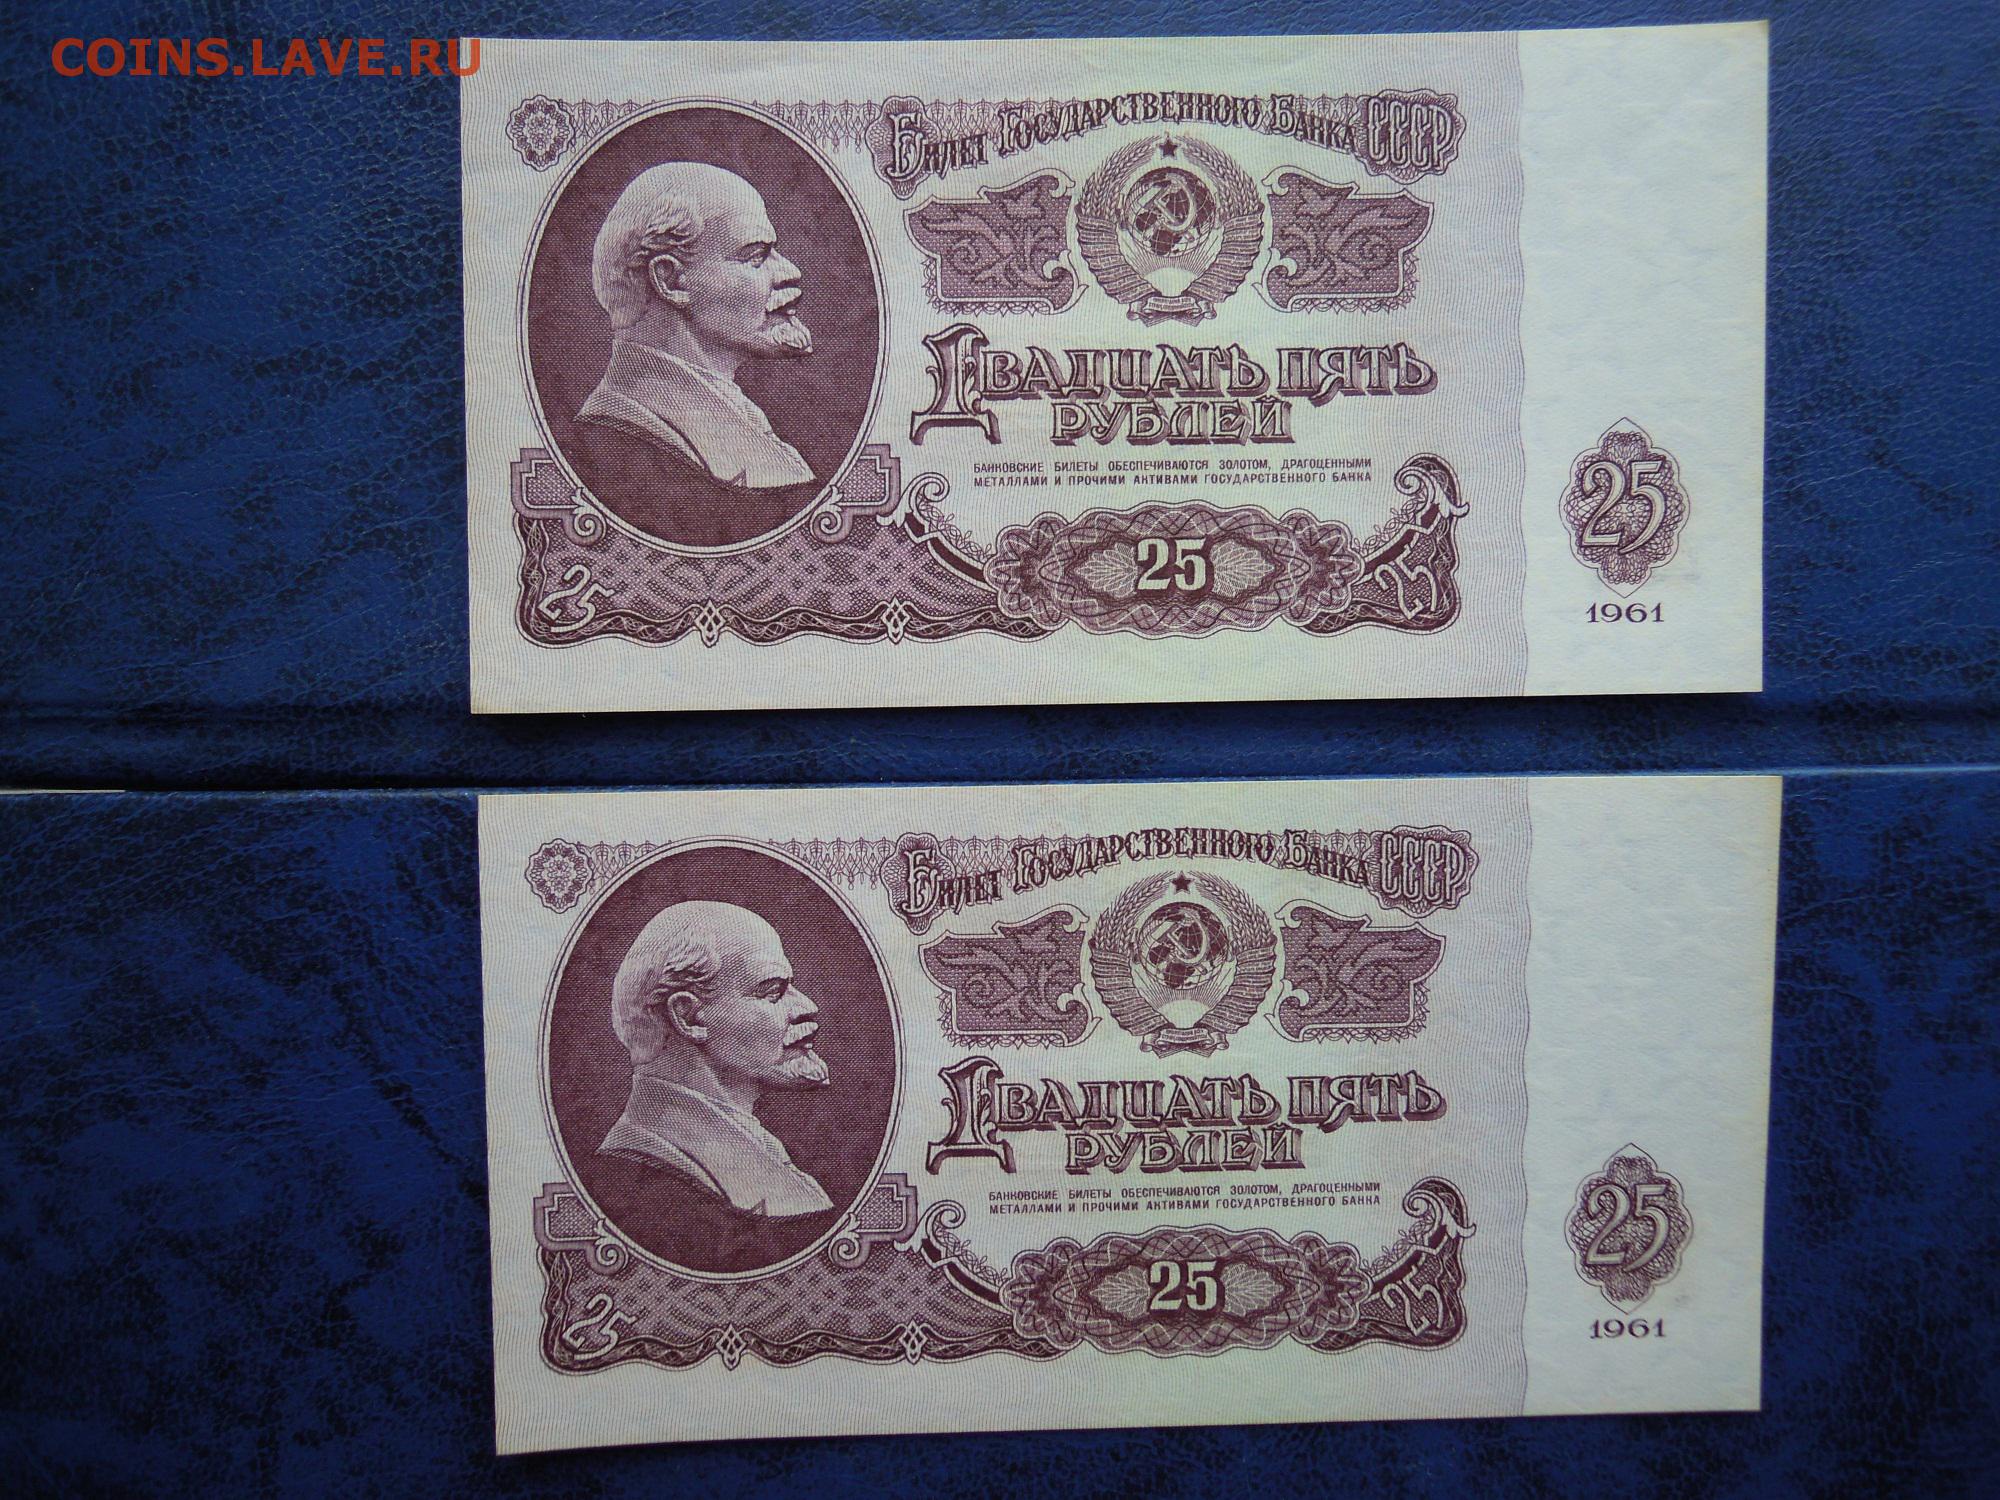 COINS.LAVE.RU
Билет Государственного Банка СССР
Двадцать пять
рублей
БАНКОВСКИЕ БИЛЕТЫ ОБЕСПЕЧИВАЮТСЯ ЗОЛОТОМ, ДРАГОЦЕННЫМИ
МЕТАЛЛАМИ И ПРОЧИМИ АКТИВАМИ ГОСУДАРСТВЕННОГО БАНКА
25
25
25
25
1961
Билет Государственного Банка СССР
Двадцать пять
рублей
БАНКОВСКИЕ БИЛЕТЫ ОБЕСПЕЧИВАЮТСЯ ЗОЛОТОМ, ДРАГОЦЕННЫМИ
МЕТАЛЛАМИ И ПРОЧИМИ АКТИВАМИ ГОСУДАРСТВЕННОГО БАНКА
25
25
25
25
1961